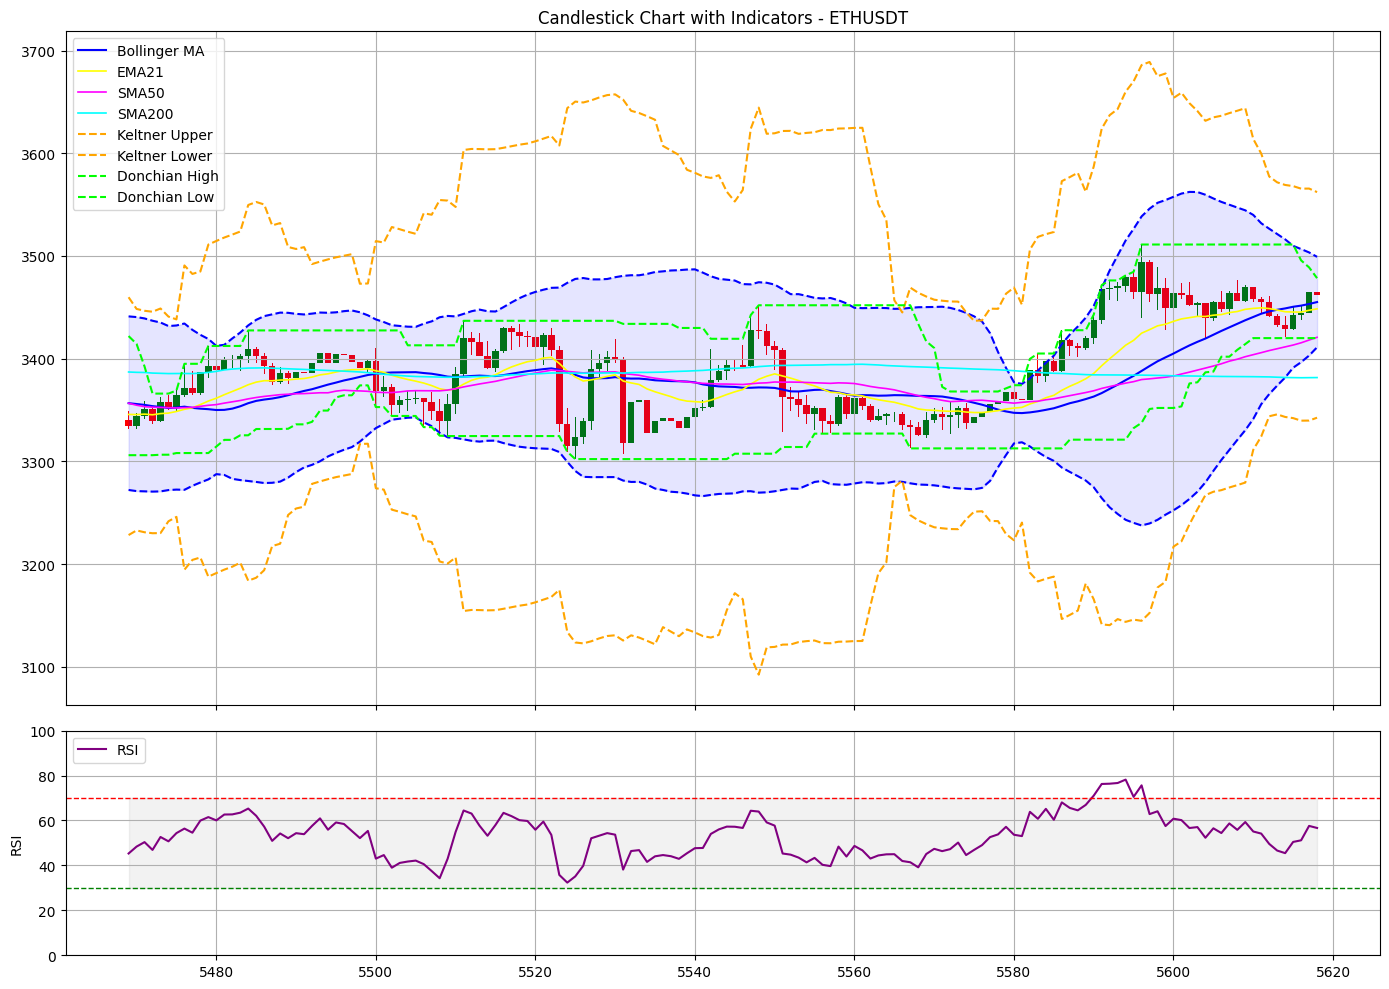 Candlestick Chart with Indicators - ETHUSDT
3700
3600
3500
3400
3300
3200
3100
Bollinger MA
EMA21
SMA50
SMA200
Keltner Upper
Keltner Lower
Donchian High
Donchian Low
RSI
100
80
60
40
20
0
RSI
5480 5500 5520 5540 5560 5580 5600 5620